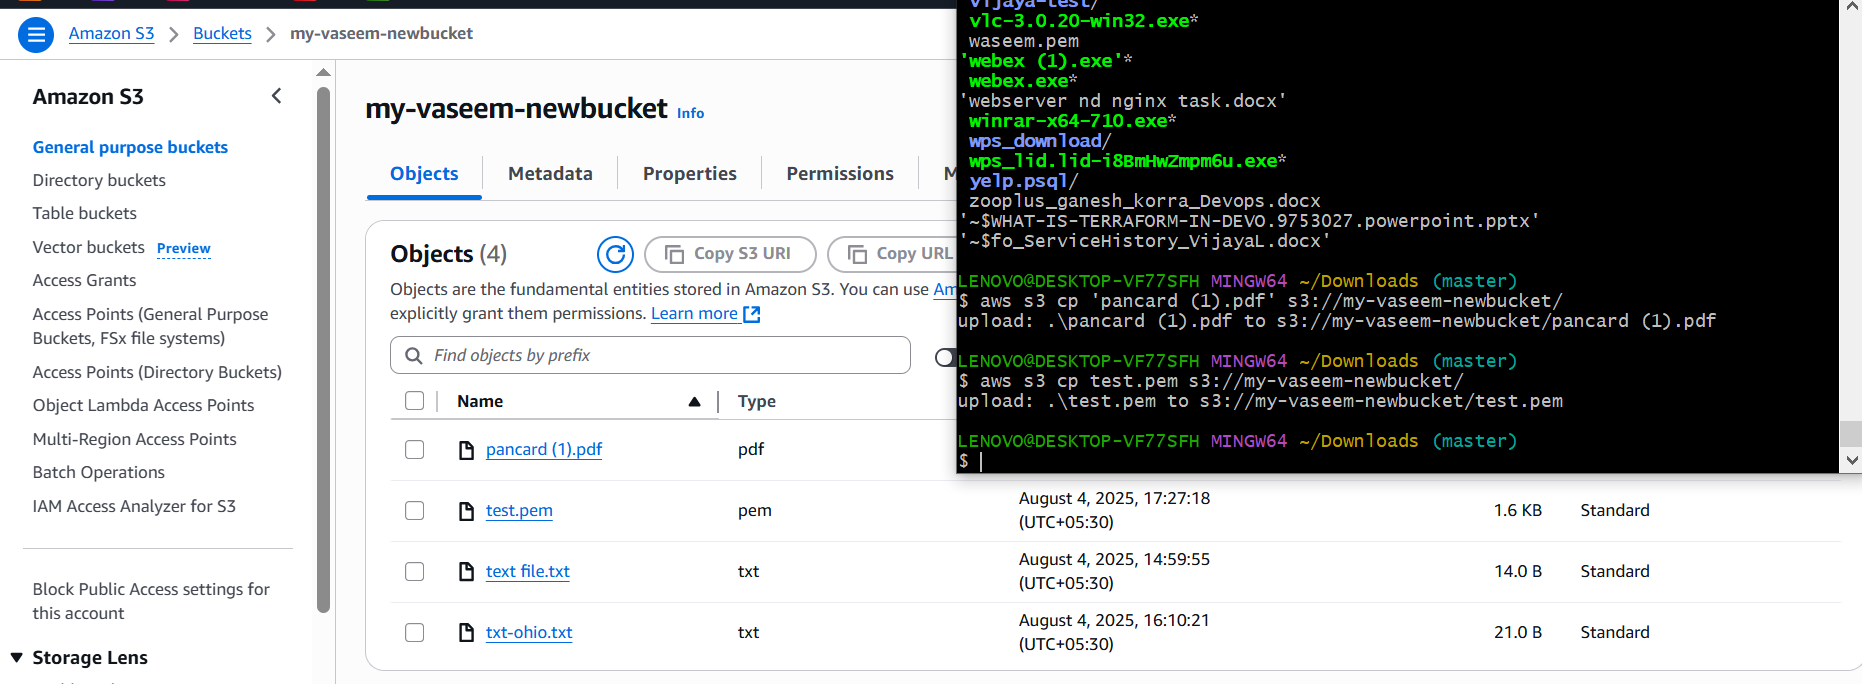 Amazon S3 > Buckets > my-vaseem-newbucket
Amazon S3
General purpose buckets
Directory buckets
Table buckets
Vector buckets Preview
Access Grants
Access Points (General Purpose
Buckets, FSx file systems)
Access Points (Directory Buckets)
Object Lambda Access Points
Multi-Region Access Points
Batch Operations
IAM Access Analyzer for S3
Block Public Access settings for
this account
Storage Lens
my-vaseem-newbucket Info
Objects Metadata Properties Permissions M
Objects (4)
Copy S3 URI Copy URL
Objects are the fundamental entities stored in Amazon S3. You can use Am
explicitly grant them permissions. Learn more
Find objects by prefix
Name Type
pancard (1).pdf pdf
test.pem pem August 4, 2025, 17:27:18 1.6 KB Standard
(UTC+05:30)
text file.txt txt August 4, 2025, 14:59:55 14.0 B Standard
(UTC+05:30)
txt-ohio.txt txt August 4, 2025, 16:10:21 21.0 B Standard
(UTC+05:30)
vijaya-test/
vlc-3.0.20-win32.exe*
waseem.pem
'webex (1).exe'*
webex.exe*
'webserver nd nginx task.docx'
winrar-x64-710.exe*
wps_download/
wps_lid.lid-i8BmHwZmpm6u.exe*
yelp.psql/
zooplus_ganesh_korra_Devops.docx
'~$WHAT-IS-TERRAFORM-IN-DEVO.9753027.powerpoint.pptx'
'~$fo_ServiceHistory_VijayaL.docx'
LENOVO@DESKTOP-VF77SFH MINGW64 ~/Downloads (master)
$ aws s3 cp 'pancard (1).pdf' s3://my-vaseem-newbucket/
upload: .\pancard (1).pdf to s3://my-vaseem-newbucket/pancard (1).pdf
LENOVO@DESKTOP-VF77SFH MINGW64 ~/Downloads (master)
$ aws s3 cp test.pem s3://my-vaseem-newbucket/
upload: .\test.pem to s3://my-vaseem-newbucket/test.pem
LENOVO@DESKTOP-VF77SFH MINGW64 ~/Downloads (master)
$